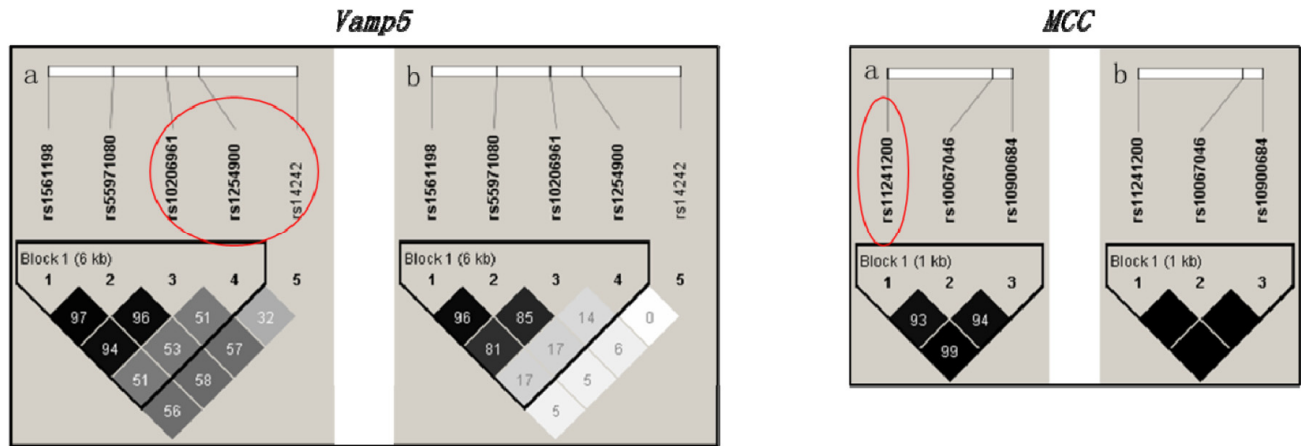 Vamp5
MCC
a
rs1561198
rs55971080
rs10206961
rs1254900
rs14242
Block 1 (6 kb)
1 2 3 4 5
97 96 51 32
94 53 57
51 58
56
b
rs1561198
rs55971080
rs10206961
rs1254900
rs14242
Block 1 (6 kb)
1 2 3 4 5
96 85 14 0
81 17 6
17 5
5
a
rs11241200
rs10067046
rs10900684
Block 1 (1 kb)
1 2 3
93 94
99
b
rs11241200
rs10067046
rs10900684
Block 1 (1 kb)
1 2 3